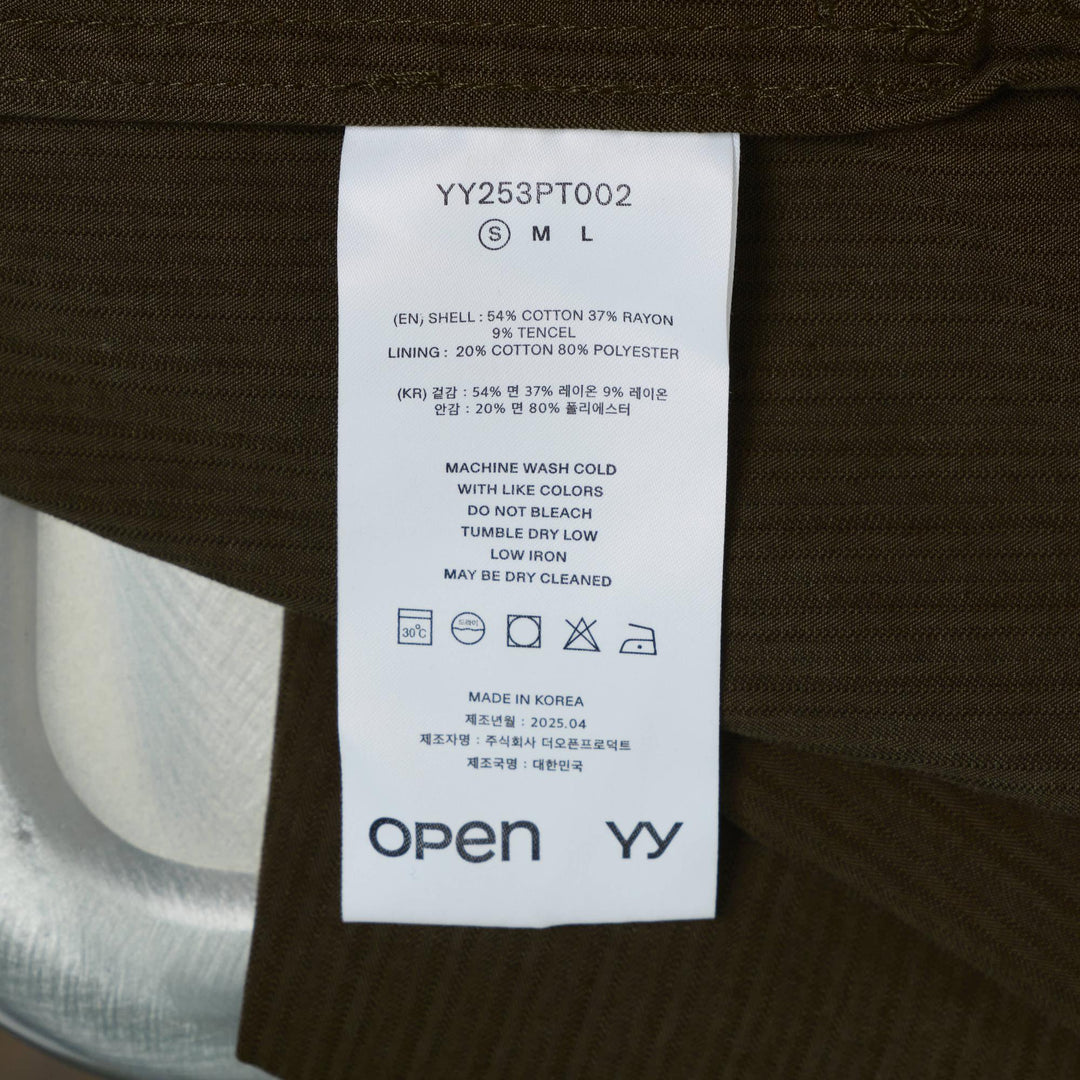 YY253PT002
S M L
(EN) SHELL : 54% COTTON 37% RAYON
9% TENCEL
LINING : 20% COTTON 80% POLYESTER
(KR) 겉감 : 54% 면 37% 레이온 9% 레이온
안감 : 20% 면 80% 폴리에스터
MACHINE WASH COLD
WITH LIKE COLORS
DO NOT BLEACH
TUMBLE DRY LOW
LOW IRON
MAY BE DRY CLEANED
30°C 드라이
MADE IN KOREA
제조년월 : 2025.04
제조자명 : 주식회사 더오픈프로덕트
제조국명 : 대한민국
OPEN YY